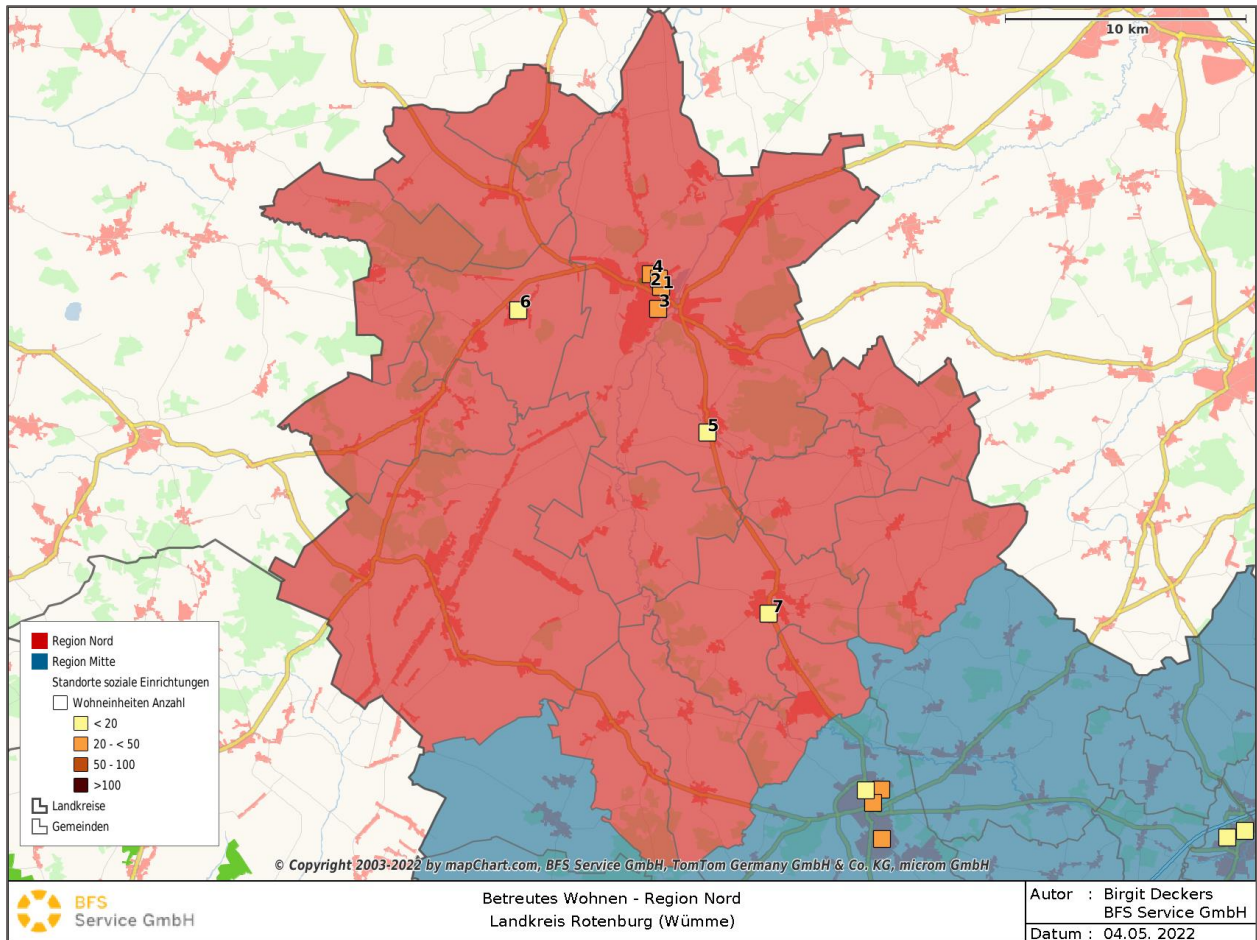 10 km
4
2
1
3
6
5
7
Region Nord
Region Mitte
Standorte soziale Einrichtungen
Wohneinheiten Anzahl
< 20
20 - < 50
50 - 100
>100
Landkreise
Gemeinden
© Copyright 2003-2022 by mapChart.com, BFS Service GmbH, TomTom Germany GmbH & Co. KG, microm GmbH
BFS
Service GmbH
Betreutes Wohnen - Region Nord
Landkreis Rotenburg (Wümme)
Autor : Birgit Deckers
BFS Service GmbH
Datum : 04.05. 2022